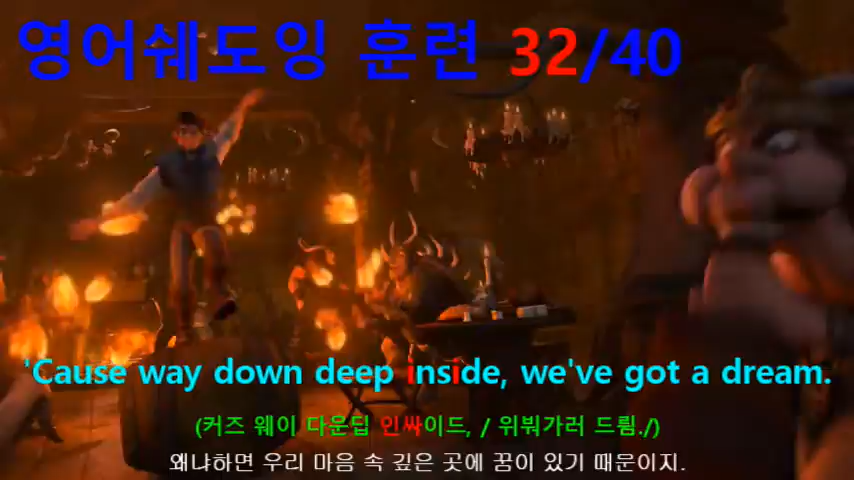 영어쉐도잉 훈련 32/40
'Cause way down deep inside, we've got a dream.
(커즈 웨이 다운딥 인싸이드, / 위붜가러 드륌./)
왜냐하면 우리 마음 속 깊은 곳에 꿈이 있기 때문이지.